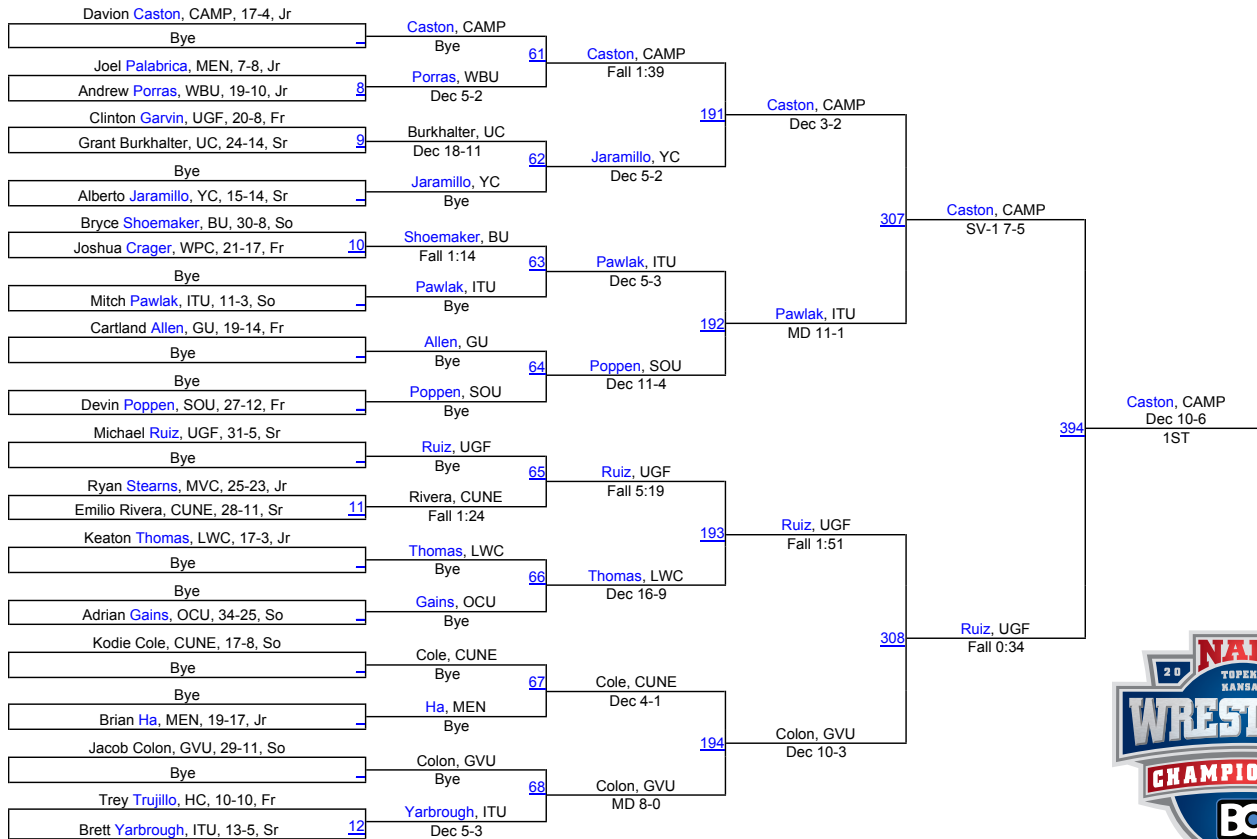 Davion Caston, CAMP, 17-4, Jr
Bye
Joel Palabrica, MEN, 7-8, Jr
Andrew Porras, WBU, 19-10, Jr
8
Clinton Garvin, UGF, 20-8, Fr
Grant Burkhalter, UC, 24-14, Sr
9
Bye
Alberto Jaramillo, YC, 15-14, Sr
Bryce Shoemaker, BU, 30-8, So
Joshua Crager, WPC, 21-17, Fr
10
Bye
Mitch Pawlak, ITU, 11-3, So
Cartland Allen, GU, 19-14, Fr
Bye
Bye
Devin Poppen, SOU, 27-12, Fr
Michael Ruiz, UGF, 31-5, Sr
Bye
Ryan Stearns, MVC, 25-23, Jr
Emilio Rivera, CUNE, 28-11, Sr
11
Keaton Thomas, LWC, 17-3, Jr
Bye
Bye
Adrian Gains, OCU, 34-25, So
Kodie Cole, CUNE, 17-8, So
Bye
Bye
Brian Ha, MEN, 19-17, Jr
Jacob Colon, GVU, 29-11, So
Bye
Trey Trujillo, HC, 10-10, Fr
Brett Yarbrough, ITU, 13-5, Sr
12
Caston, CAMP
Bye
61
Porras, WBU
Dec 5-2
Burkhalter, UC
Dec 18-11
62
Jaramillo, YC
Bye
Shoemaker, BU
Fall 1:14
63
Pawlak, ITU
Bye
Allen, GU
Bye
64
Poppen, SOU
Bye
Ruiz, UGF
Bye
65
Rivera, CUNE
Fall 1:24
Thomas, LWC
Bye
66
Gains, OCU
Bye
Cole, CUNE
Bye
67
Ha, MEN
Bye
Colon, GVU
Bye
68
Yarbrough, ITU
Dec 5-3
Caston, CAMP
Fall 1:39
191
Jaramillo, YC
Dec 5-2
Pawlak, ITU
Dec 5-3
192
Poppen, SOU
Dec 11-4
Ruiz, UGF
Fall 5:19
193
Thomas, LWC
Dec 16-9
Cole, CUNE
Dec 4-1
194
Colon, GVU
MD 8-0
Caston, CAMP
Dec 3-2
307
Pawlak, ITU
MD 11-1
Ruiz, UGF
Fall 1:51
308
Colon, GVU
Dec 10-3
Caston, CAMP
SV-1 7-5
394
Ruiz, UGF
Fall 0:34
Caston, CAMP
Dec 10-6
1ST
20